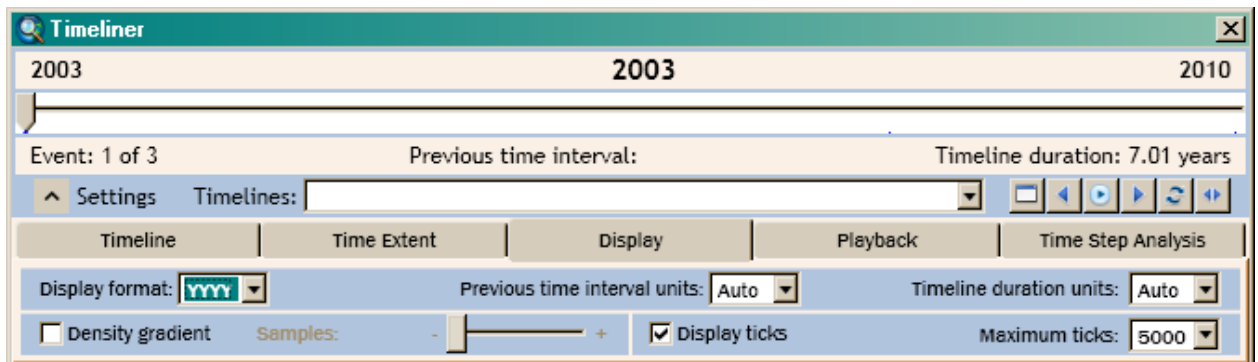 Timeliner
2003 2003 2010
Event: 1 of 3 Previous time interval: Timeline duration: 7.01 years
Settings Timelines:
Timeline Time Extent Display Playback Time Step Analysis
Display format: YYYY Previous time interval units: Auto Timeline duration units: Auto
Density gradient Samples: - + Display ticks Maximum ticks: 5000